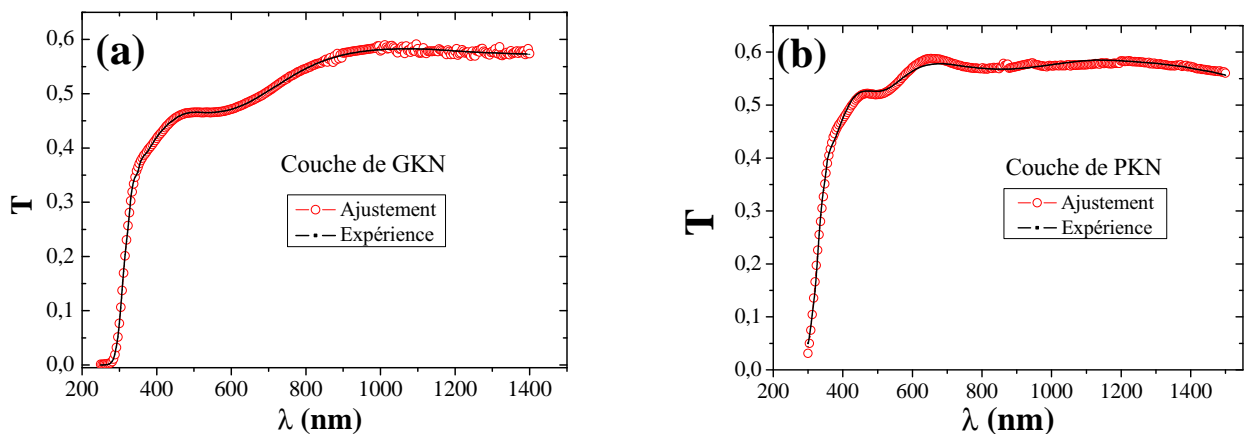 (a)
0,6
0,5
0,4
0,3
0,2
0,1
0,0
T
Couche de GKN
Ajustement
Expérience
200 400 600 800 1000 1200 1400
λ (nm)
(b)
0,6
0,5
0,4
0,3
0,2
0,1
0,0
T
Couche de PKN
Ajustement
Expérience
200 400 600 800 1000 1200 1400
λ (nm)